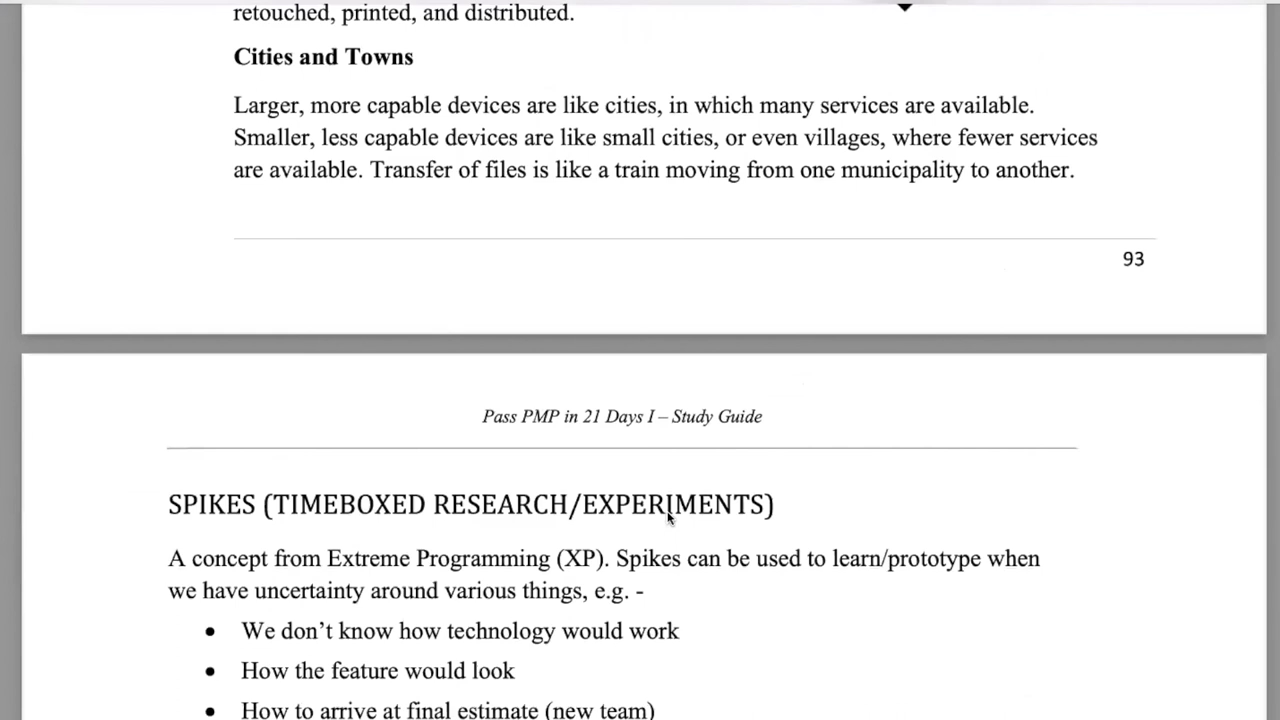 retouched, printed, and distributed.
Cities and Towns
Larger, more capable devices are like cities, in which many services are available.
Smaller, less capable devices are like small cities, or even villages, where fewer services
are available. Transfer of files is like a train moving from one municipality to another.
93
Pass PMP in 21 Days I – Study Guide
SPIKES (TIMEBOXED RESEARCH/EXPERIMENTS)
A concept from Extreme Programming (XP). Spikes can be used to learn/prototype when
we have uncertainty around various things, e.g. -
• We don’t know how technology would work
• How the feature would look
• How to arrive at final estimate (new team)